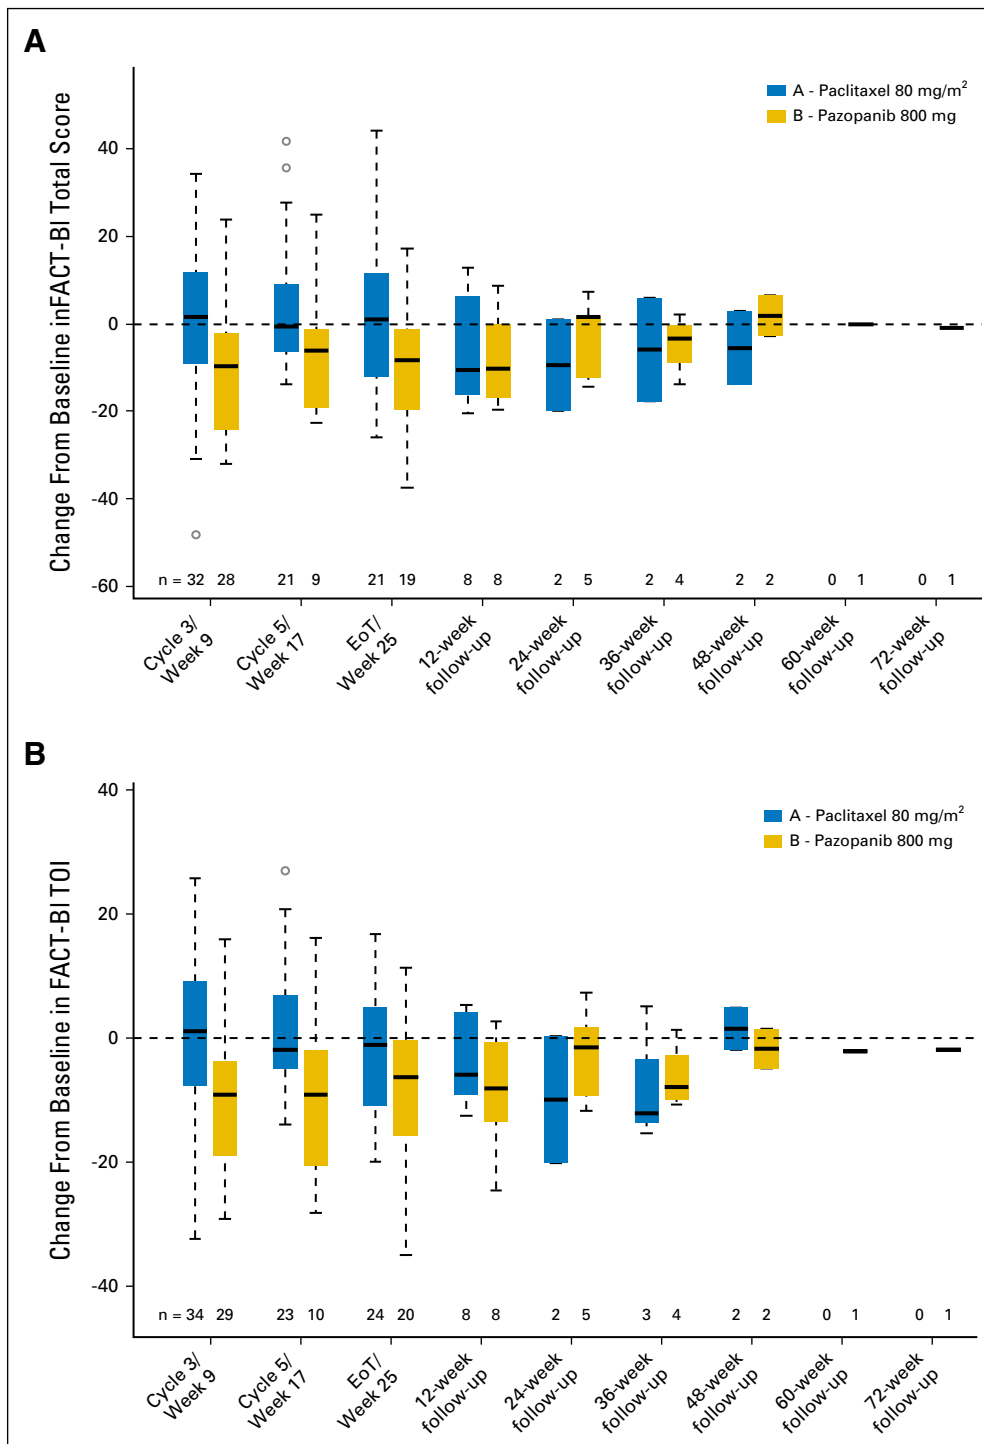 A
A - Paclitaxel 80 mg/m²
B - Pazopanib 800 mg
Change From Baseline inFACT-BI Total Score
40
20
0
-20
-40
-60
n = 32 28 21 9 21 19 8 8 2 5 2 4 2 2 0 1 0 1
Cycle 3/
Week 9
Cycle 5/
Week 17
EoT/
Week 25
12-week
follow-up
24-week
follow-up
36-week
follow-up
48-week
follow-up
60-week
follow-up
72-week
follow-up
B
A - Paclitaxel 80 mg/m²
B - Pazopanib 800 mg
Change From Baseline in FACT-BI TOI
40
20
0
-20
-40
n = 34 29 23 10 24 20 8 8 2 5 3 4 2 2 0 1 0 1
Cycle 3/
Week 9
Cycle 5/
Week 17
EoT/
Week 25
12-week
follow-up
24-week
follow-up
36-week
follow-up
48-week
follow-up
60-week
follow-up
72-week
follow-up